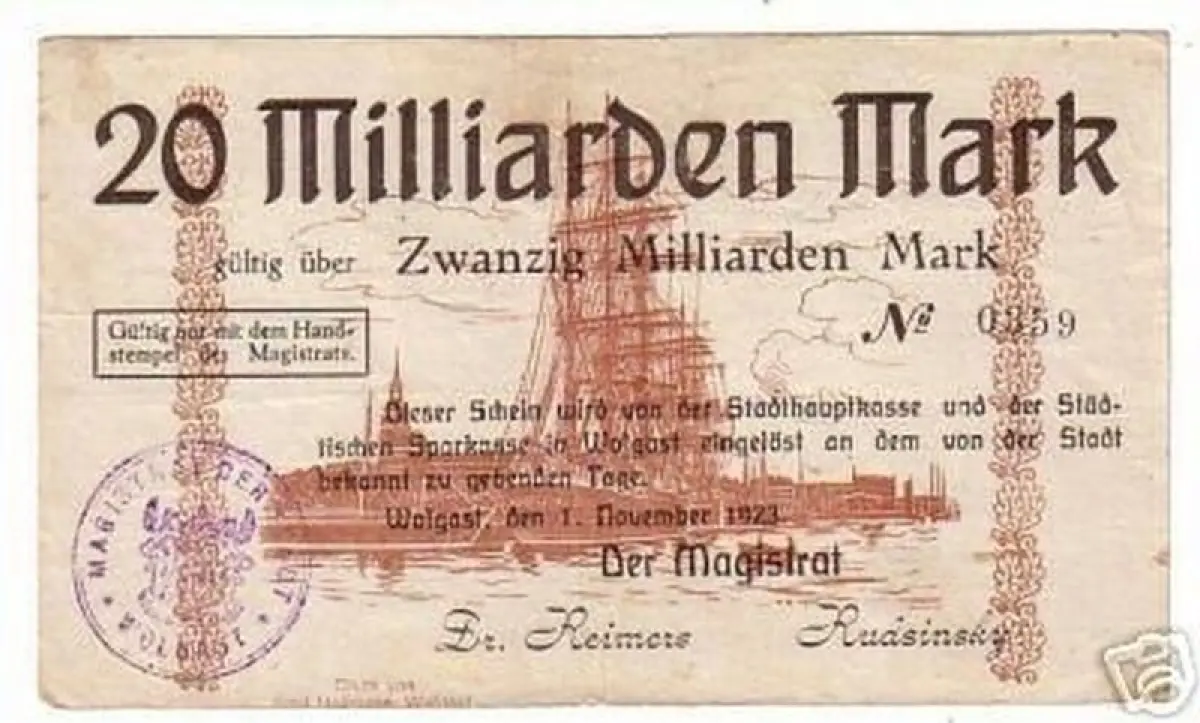 20 Milliarden Mark
gültig über Zwanzig Milliarden Mark
Gültig nur mit dem Hand-
stempel des Magistrats.
№ 0359
Dieser Schein wird von der Stadthauptkasse und der Städ-
tischen Sparkasse in Wolgast eingelöst an dem von der Stadt
bekannt zu gebenden Tage.
Wolgast, den 1. November 1923
Der Magistrat
Dr. Reimers Rudsinsky
MAGISTRAT DER STADT